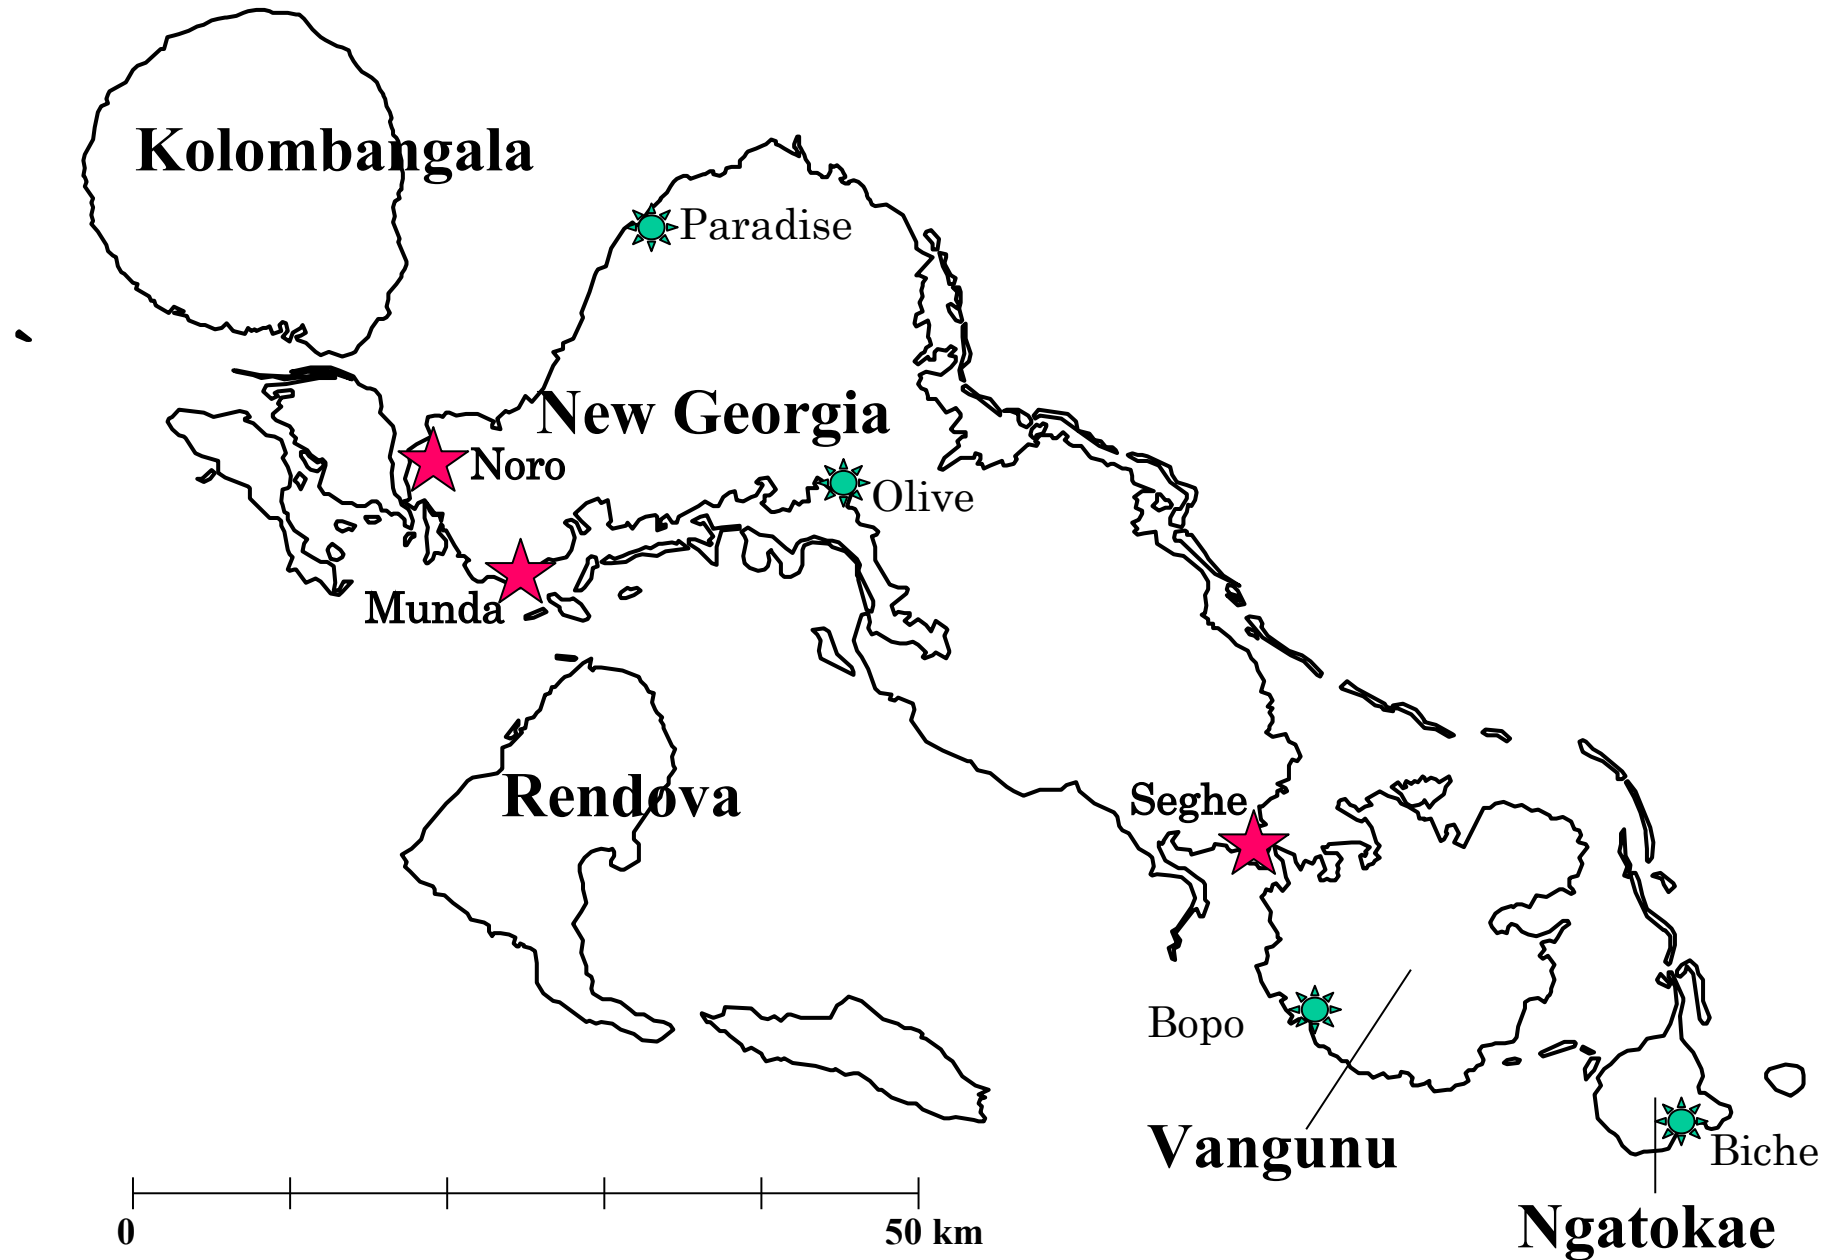 Kolombangala
Paradise
New Georgia
Noro
Olive
Munda
Rendova
Seghe
Bopo
Vangunu
Biche
Ngatokae
0
50 km